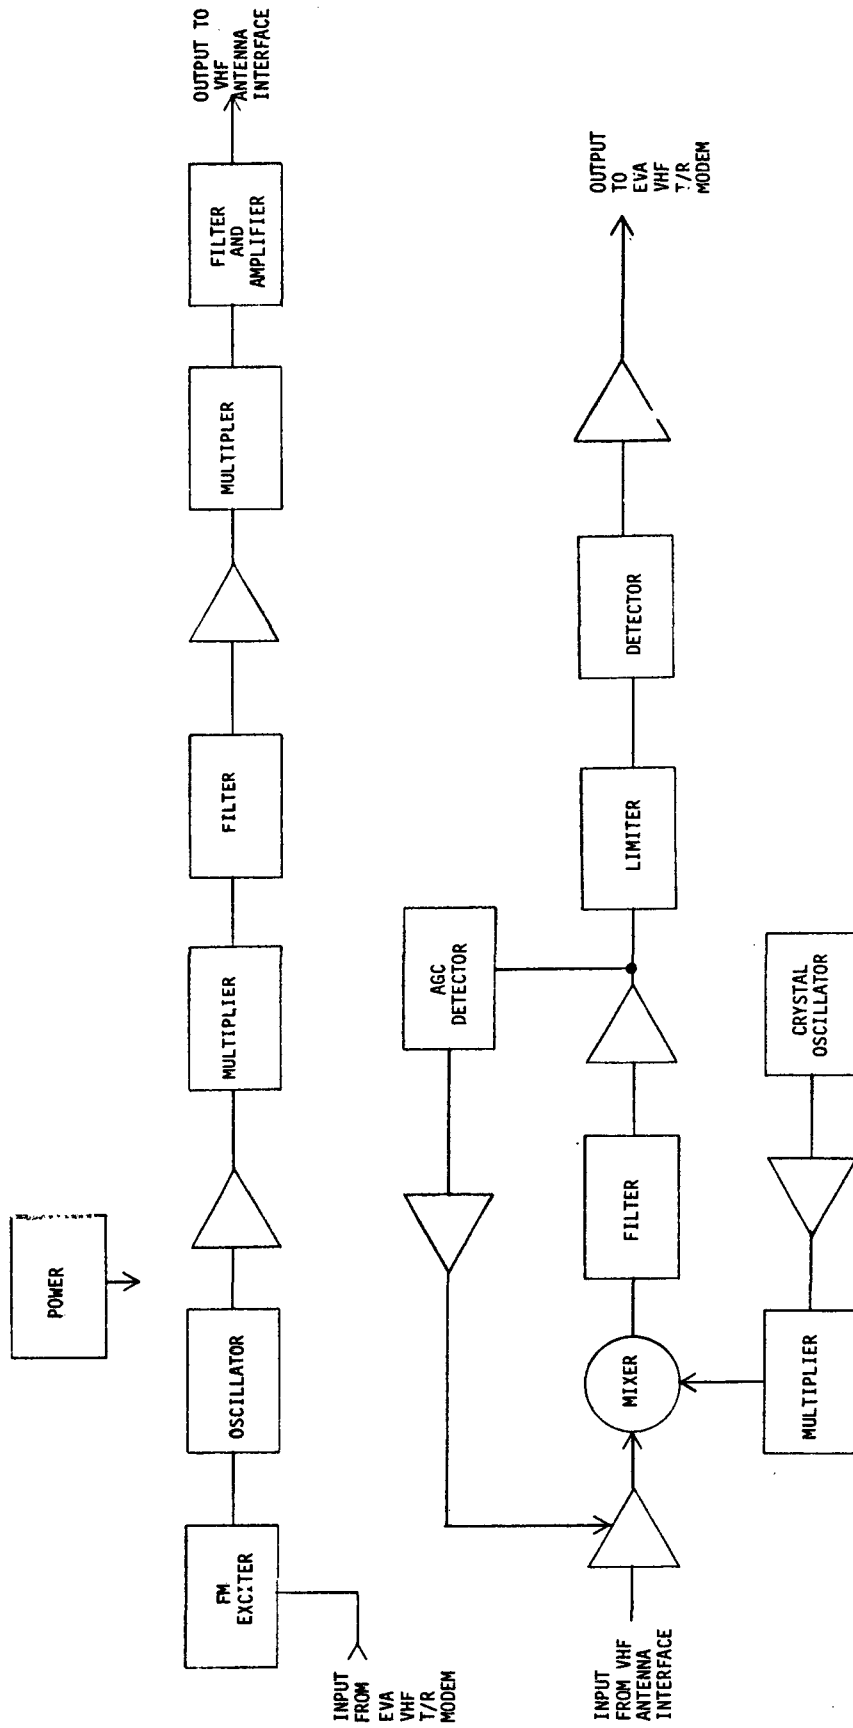 POWER
INPUT
FROM
EVA
VHF
T/R
MODEM
FM
EXCITER
OSCILLATOR
MULTIPLIER
FILTER
MULTIPLER
FILTER
AND
AMPLIFIER
OUTPUT TO
VHF
ANTENNA
INTERFACE
AGC
DETECTOR
INPUT
FROM VHF
ANTENNA
INTERFACE
MIXER
FILTER
LIMITER
DETECTOR
OUTPUT
TO
EVA
VHF
T/R
MODEM
MULTIPLIER
CRYSTAL
OSCILLATOR